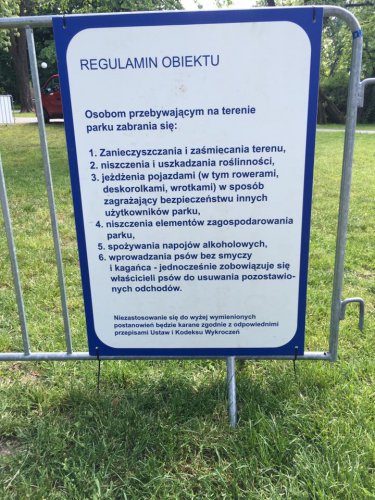 REGULAMIN OBIEKTU
Osobom przebywającym na terenie
parku zabrania się:
1. Zanieczyszczania i zaśmiecania terenu,
2. niszczenia i uszkadzania roślinności,
3. jeżdżenia pojazdami (w tym rowerami,
deskorolkami, wrotkami) w sposób
zagrażający bezpieczeństwu innych
użytkowników parku,
4. niszczenia elementów zagospodarowania
parku,
5. spożywania napojów alkoholowych,
6. wprowadzania psów bez smyczy
i kagańca - jednocześnie zobowiązuje się
właścicieli psów do usuwania pozostawio-
nych odchodów.
Niezastosowanie się do wyżej wymienionych
postanowień będzie karane zgodnie z odpowiednimi
przepisami Ustaw i Kodeksu Wykroczeń